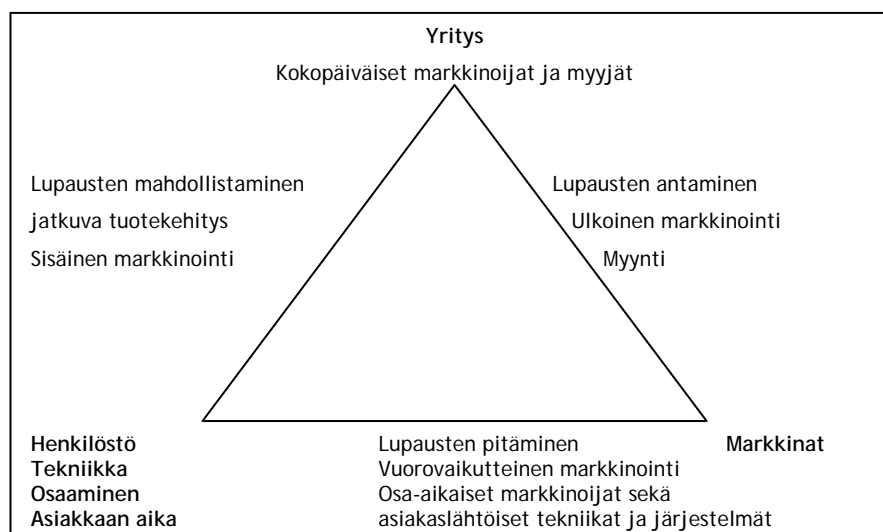 Yritys
Kokopäiväiset markkinoijat ja myyjät
Lupausten mahdollistaminen
jatkuva tuotekehitys
Sisäinen markkinointi
Lupausten antaminen
Ulkoinen markkinointi
Myynti
Henkilöstö
Tekniikka
Osaaminen
Asiakkaan aika
Lupausten pitäminen
Vuorovaikutteinen markkinointi
Osa-aikaiset markkinoijat sekä
asiakaslähtöiset tekniikat ja järjestelmät
Markkinat